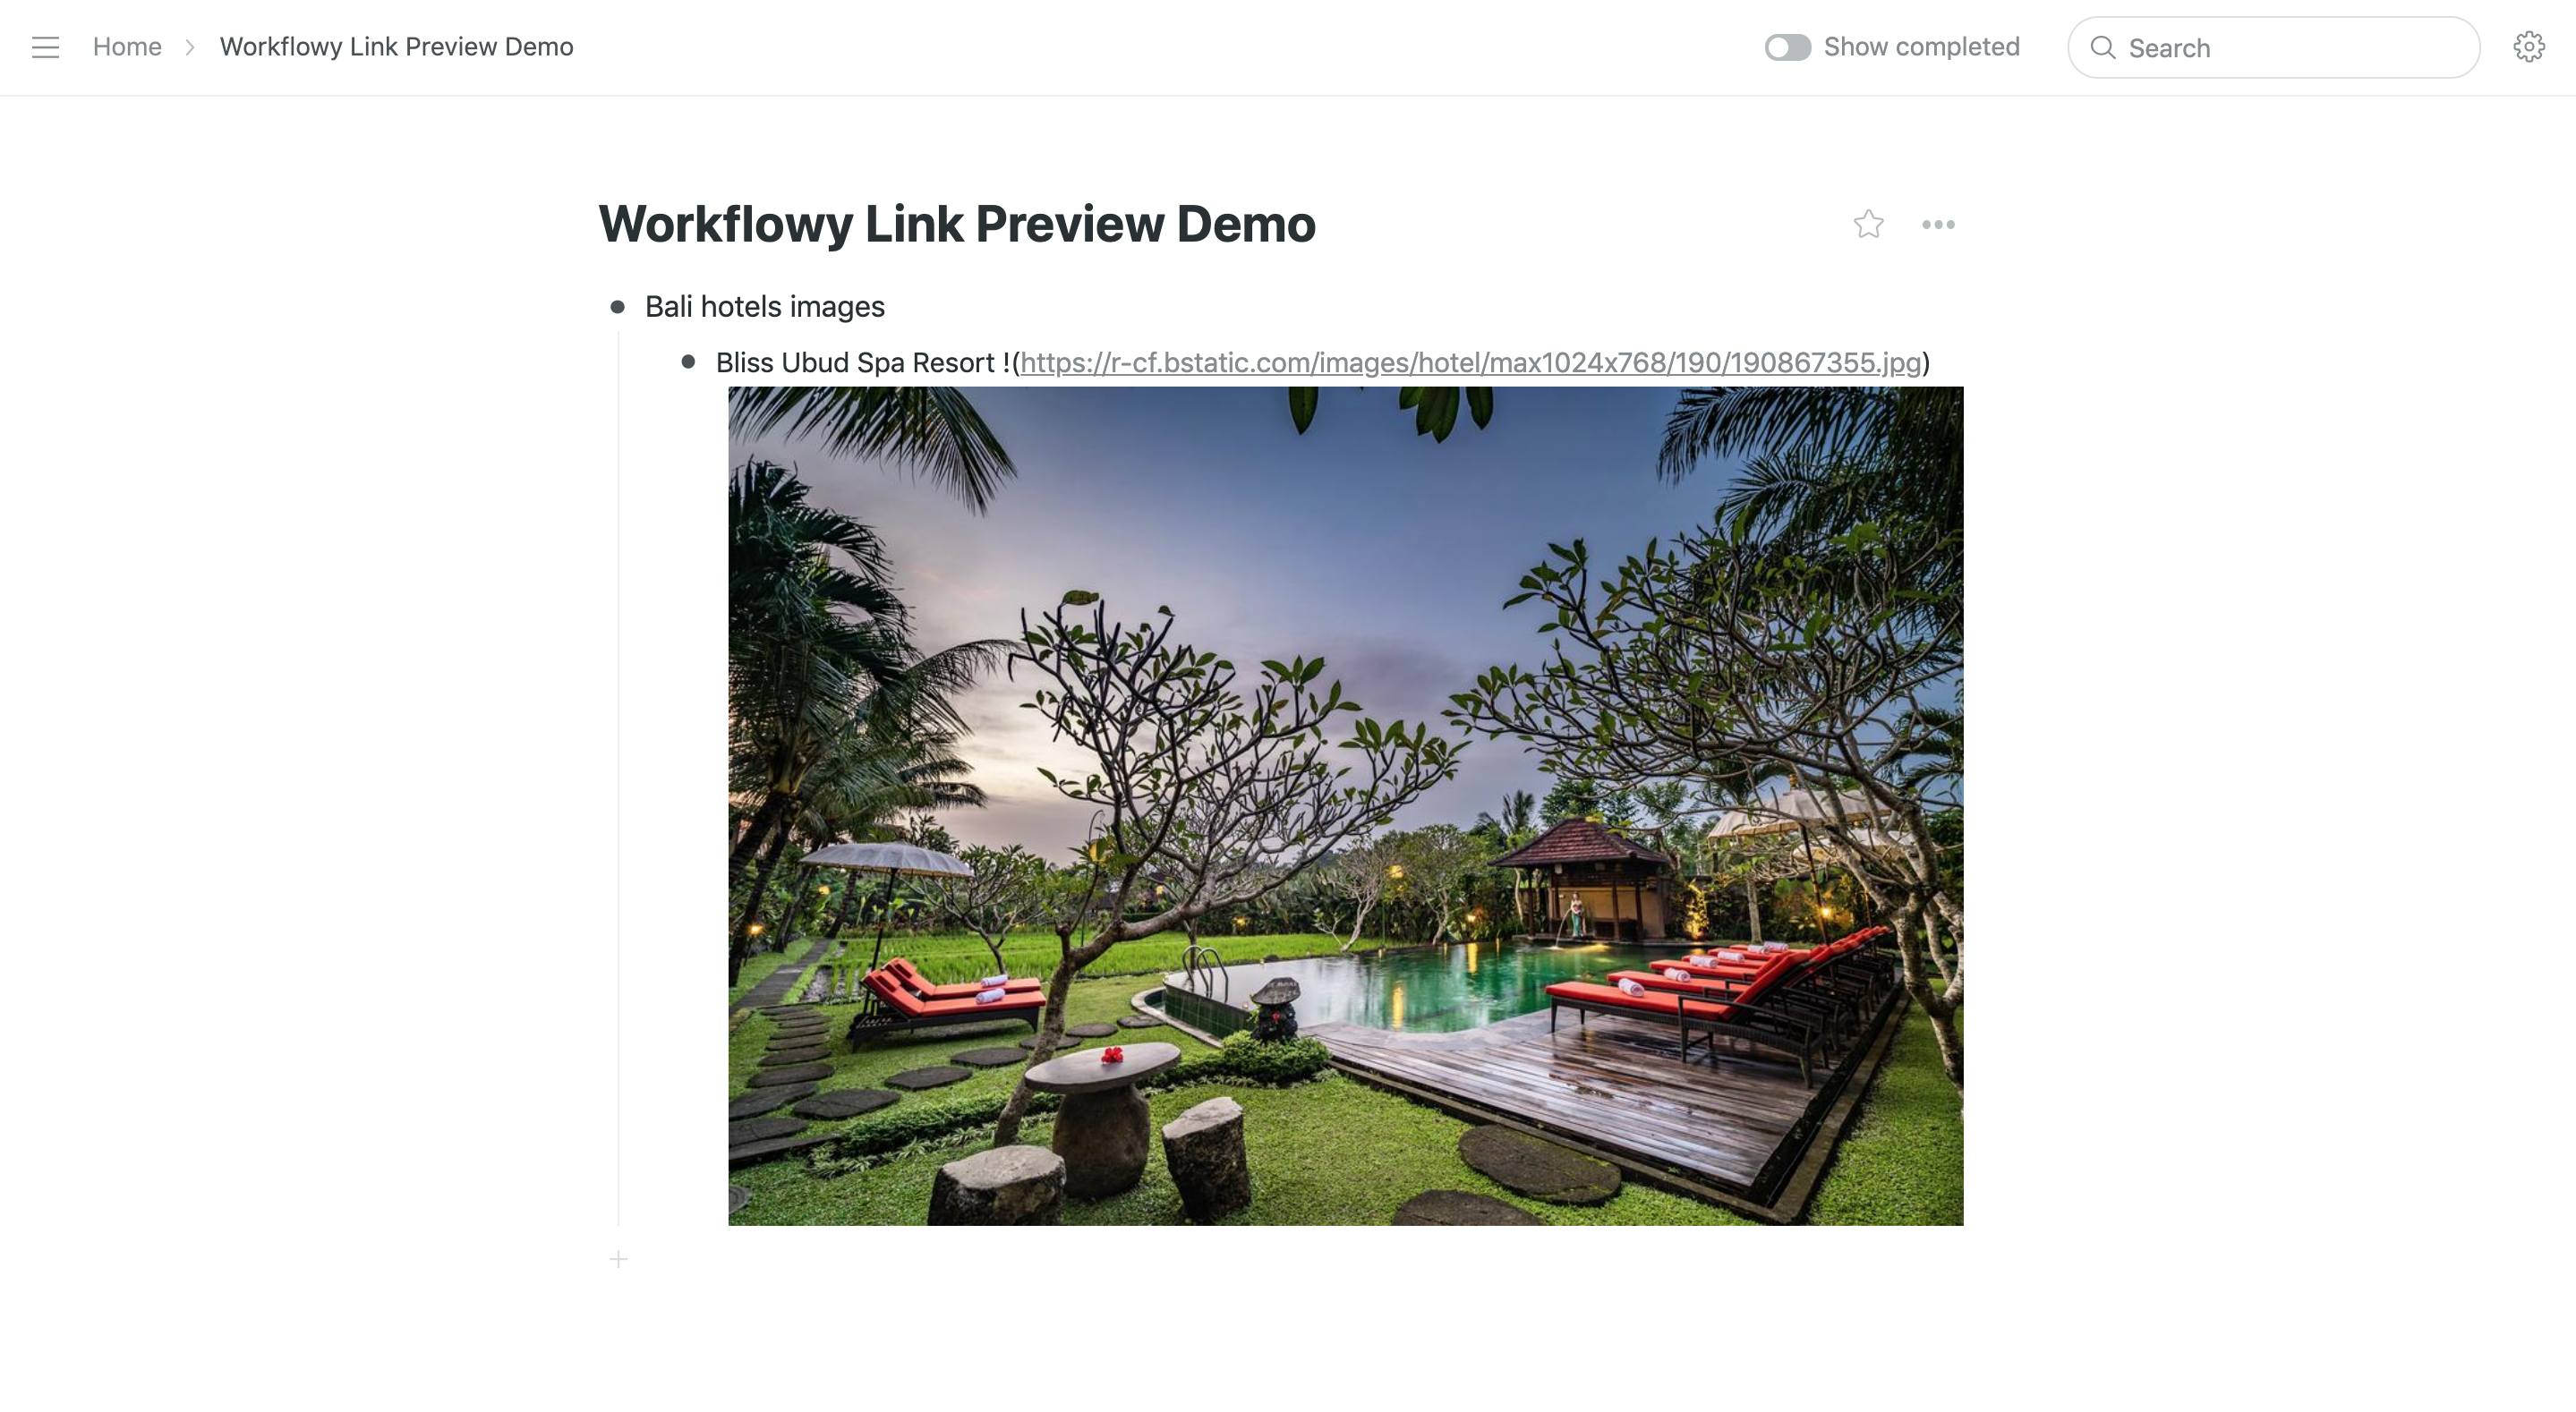 Home > Workflowy Link Preview Demo
Show completed
Search
Workflowy Link Preview Demo
Bali hotels images
Bliss Ubud Spa Resort !(https://r-cf.bstatic.com/images/hotel/max1024x768/190/190867355.jpg)